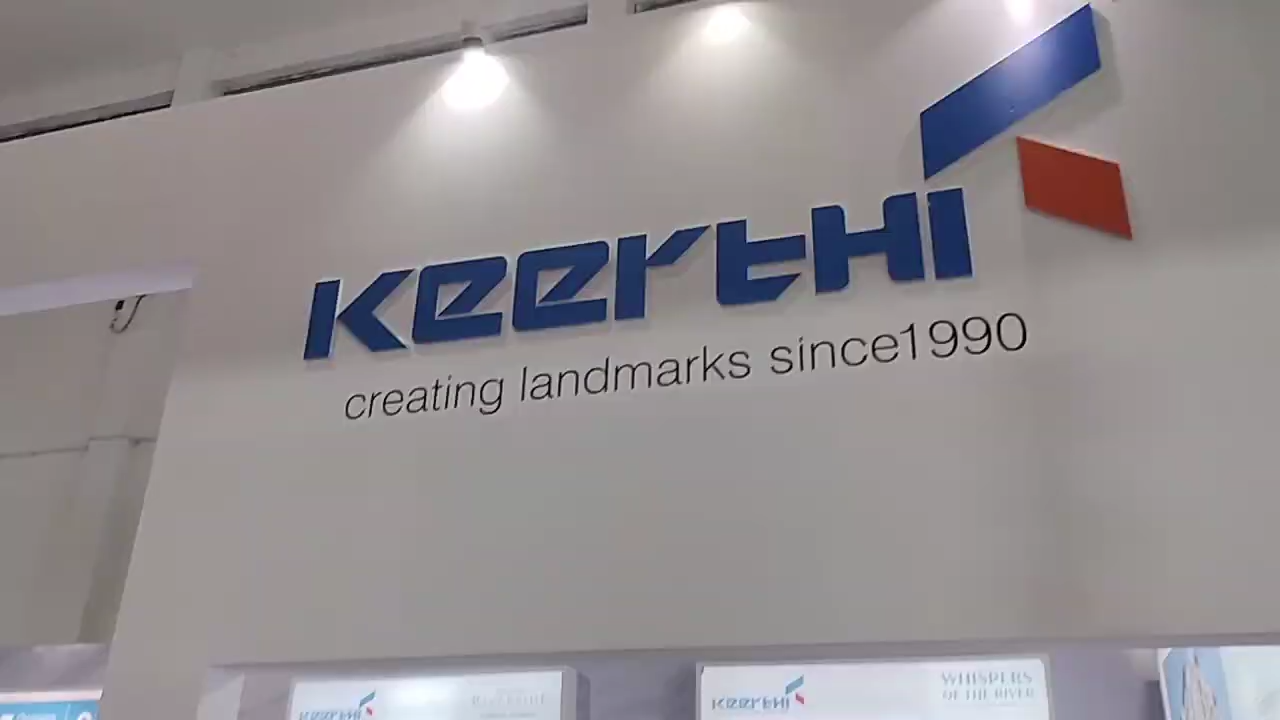 Keerthi
creating landmarks since1990
Keerthi
Keerthi
WHISPERS
OF THE RIVER